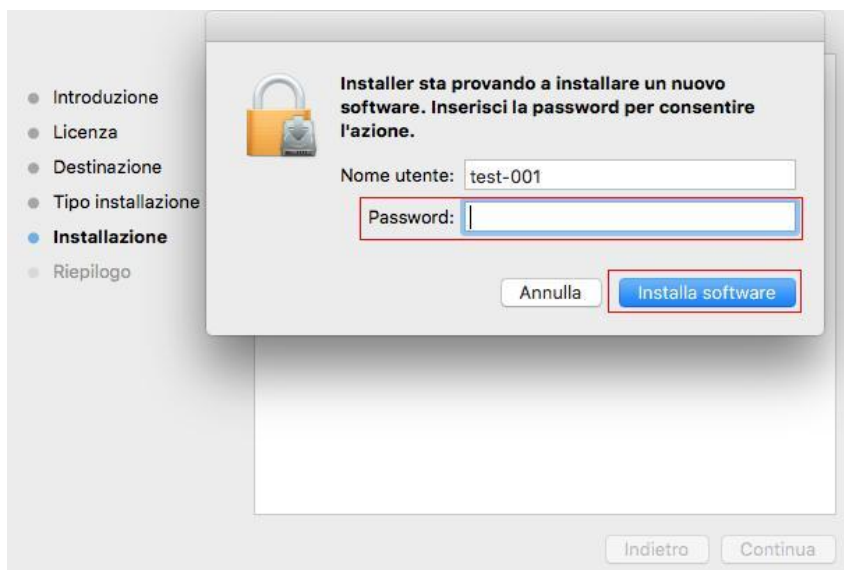 Introduzione
Licenza
Destinazione
Tipo installazione
Installazione
Riepilogo
Installer sta provando a installare un nuovo
software. Inserisci la password per consentire
l'azione.
Nome utente: test-001
Password:
Annulla Installa software
Indietro Continua